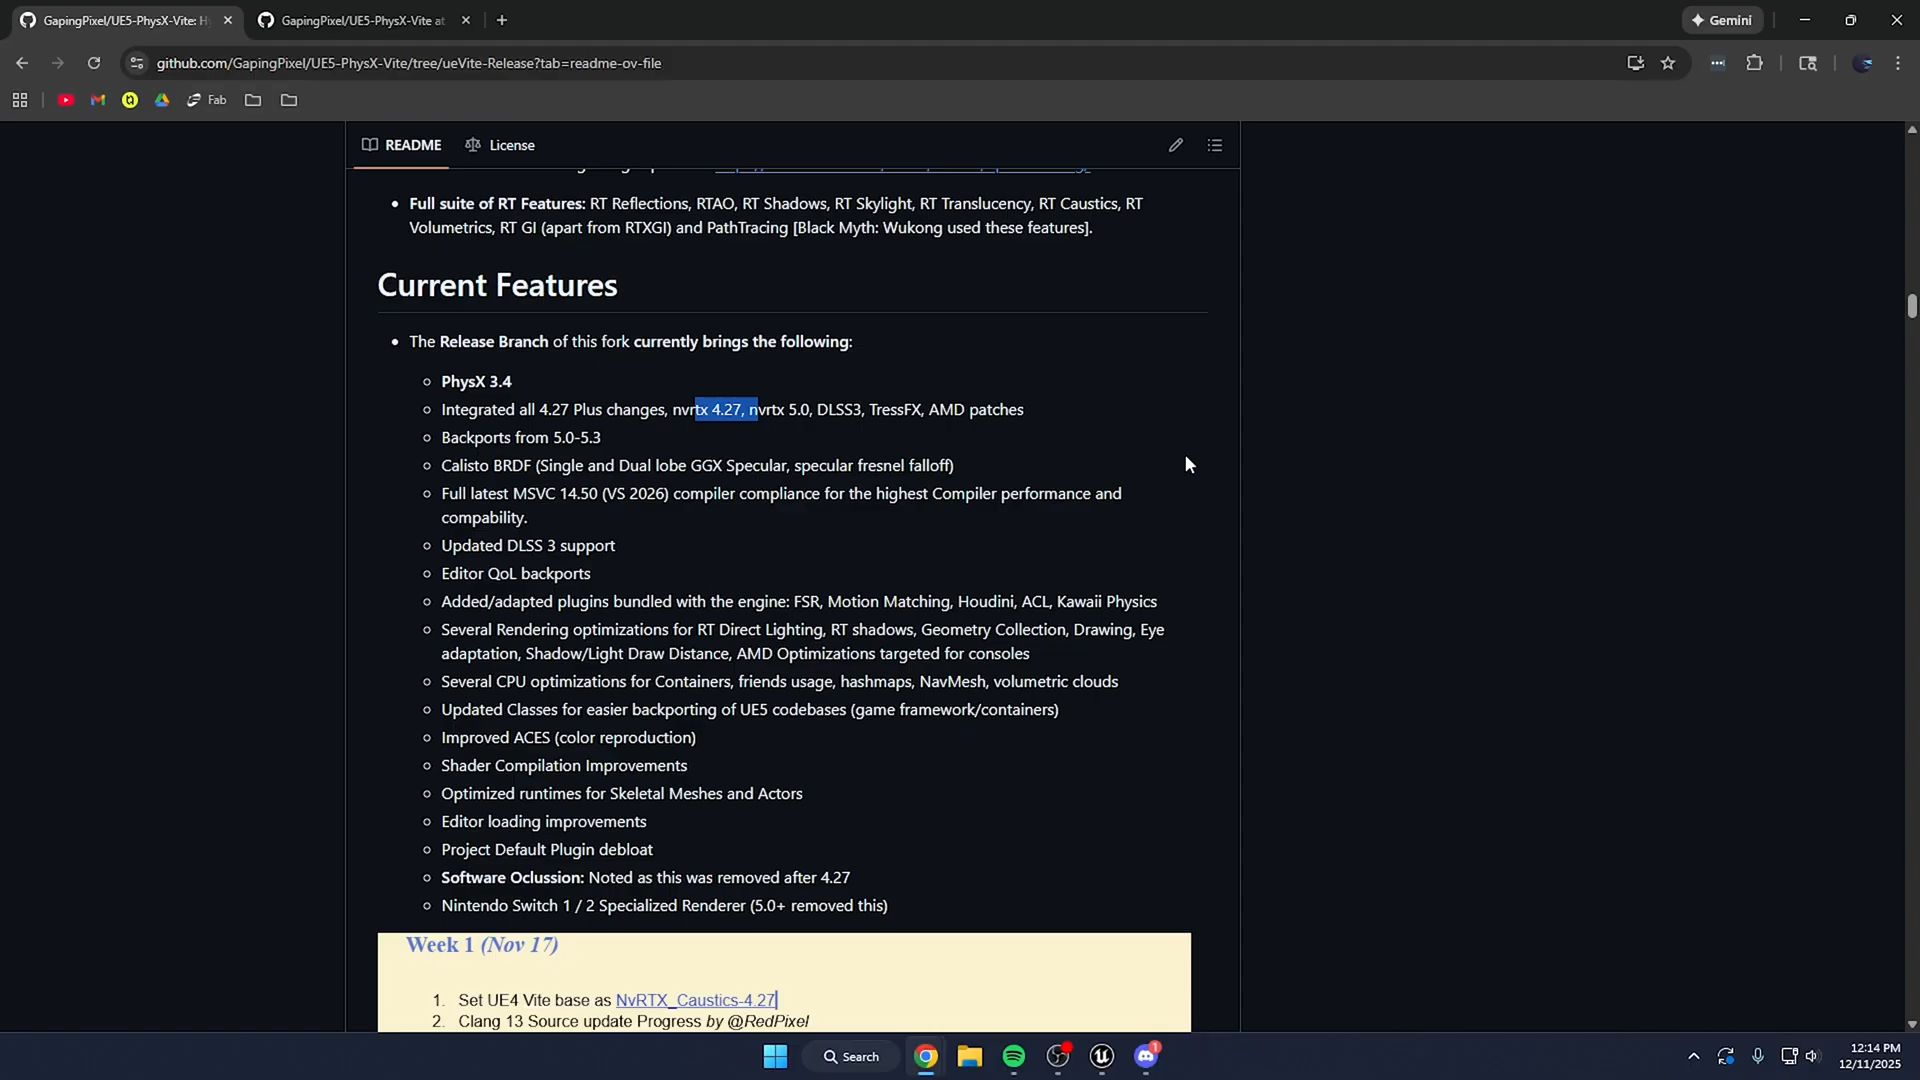 GapingPixel/UE5-PhysX-Vite: H
GapingPixel/UE5-PhysX-Vite at
Gemini
github.com/GapingPixel/UE5-PhysX-Vite/tree/ueVite-Release?tab=readme-ov-file
Fab
README
License
Full suite of RT Features: RT Reflections, RTAO, RT Shadows, RT Skylight, RT Translucency, RT Caustics, RT
Volumetrics, RT GI (apart from RTXGI) and PathTracing [Black Myth: Wukong used these features].
Current Features
The Release Branch of this fork currently brings the following:
PhysX 3.4
Integrated all 4.27 Plus changes, nvrtx 4.27, nvrtx 5.0, DLSS3, TressFX, AMD patches
Backports from 5.0-5.3
Calisto BRDF (Single and Dual lobe GGX Specular, specular fresnel falloff)
Full latest MSVC 14.50 (VS 2026) compiler compliance for the highest Compiler performance and
compability.
Updated DLSS 3 support
Editor QoL backports
Added/adapted plugins bundled with the engine: FSR, Motion Matching, Houdini, ACL, Kawaii Physics
Several Rendering optimizations for RT Direct Lighting, RT shadows, Geometry Collection, Drawing, Eye
adaptation, Shadow/Light Draw Distance, AMD Optimizations targeted for consoles
Several CPU optimizations for Containers, friends usage, hashmaps, NavMesh, volumetric clouds
Updated Classes for easier backporting of UE5 codebases (game framework/containers)
Improved ACES (color reproduction)
Shader Compilation Improvements
Optimized runtimes for Skeletal Meshes and Actors
Editor loading improvements
Project Default Plugin debloat
Software Oclussion: Noted as this was removed after 4.27
Nintendo Switch 1 / 2 Specialized Renderer (5.0+ removed this)
Week 1 (Nov 17)
1. Set UE4 Vite base as NvRTX_Caustics-4.27
2. Clang 13 Source update Progress by @RedPixel
Search
1
12:14 PM
12/11/2025